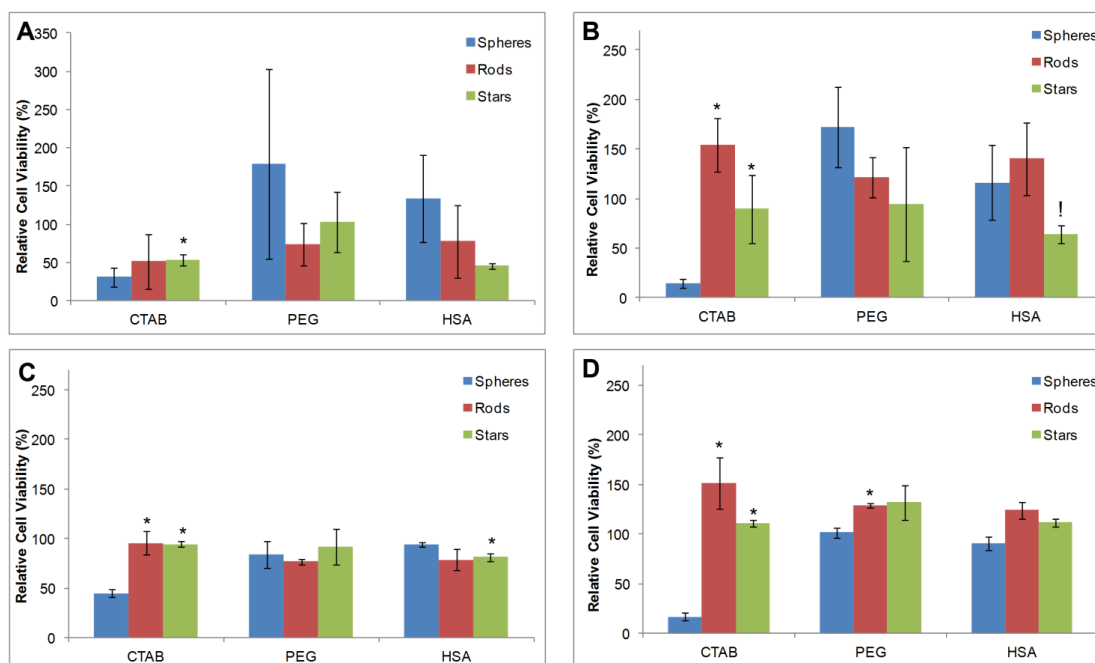 A
Relative Cell Viability (%)
350
300
250
200
150
100
50
0
CTAB PEG HSA
Spheres
Rods
Stars
*
B
Relative Cell Viability (%)
250
200
150
100
50
0
CTAB PEG HSA
Spheres
Rods
Stars
*
*
!
C
Relative Cell Viability (%)
250
200
150
100
50
0
CTAB PEG HSA
Spheres
Rods
Stars
*
*
*
D
Relative Cell Viability (%)
250
200
150
100
50
0
CTAB PEG HSA
Spheres
Rods
Stars
*
*
*